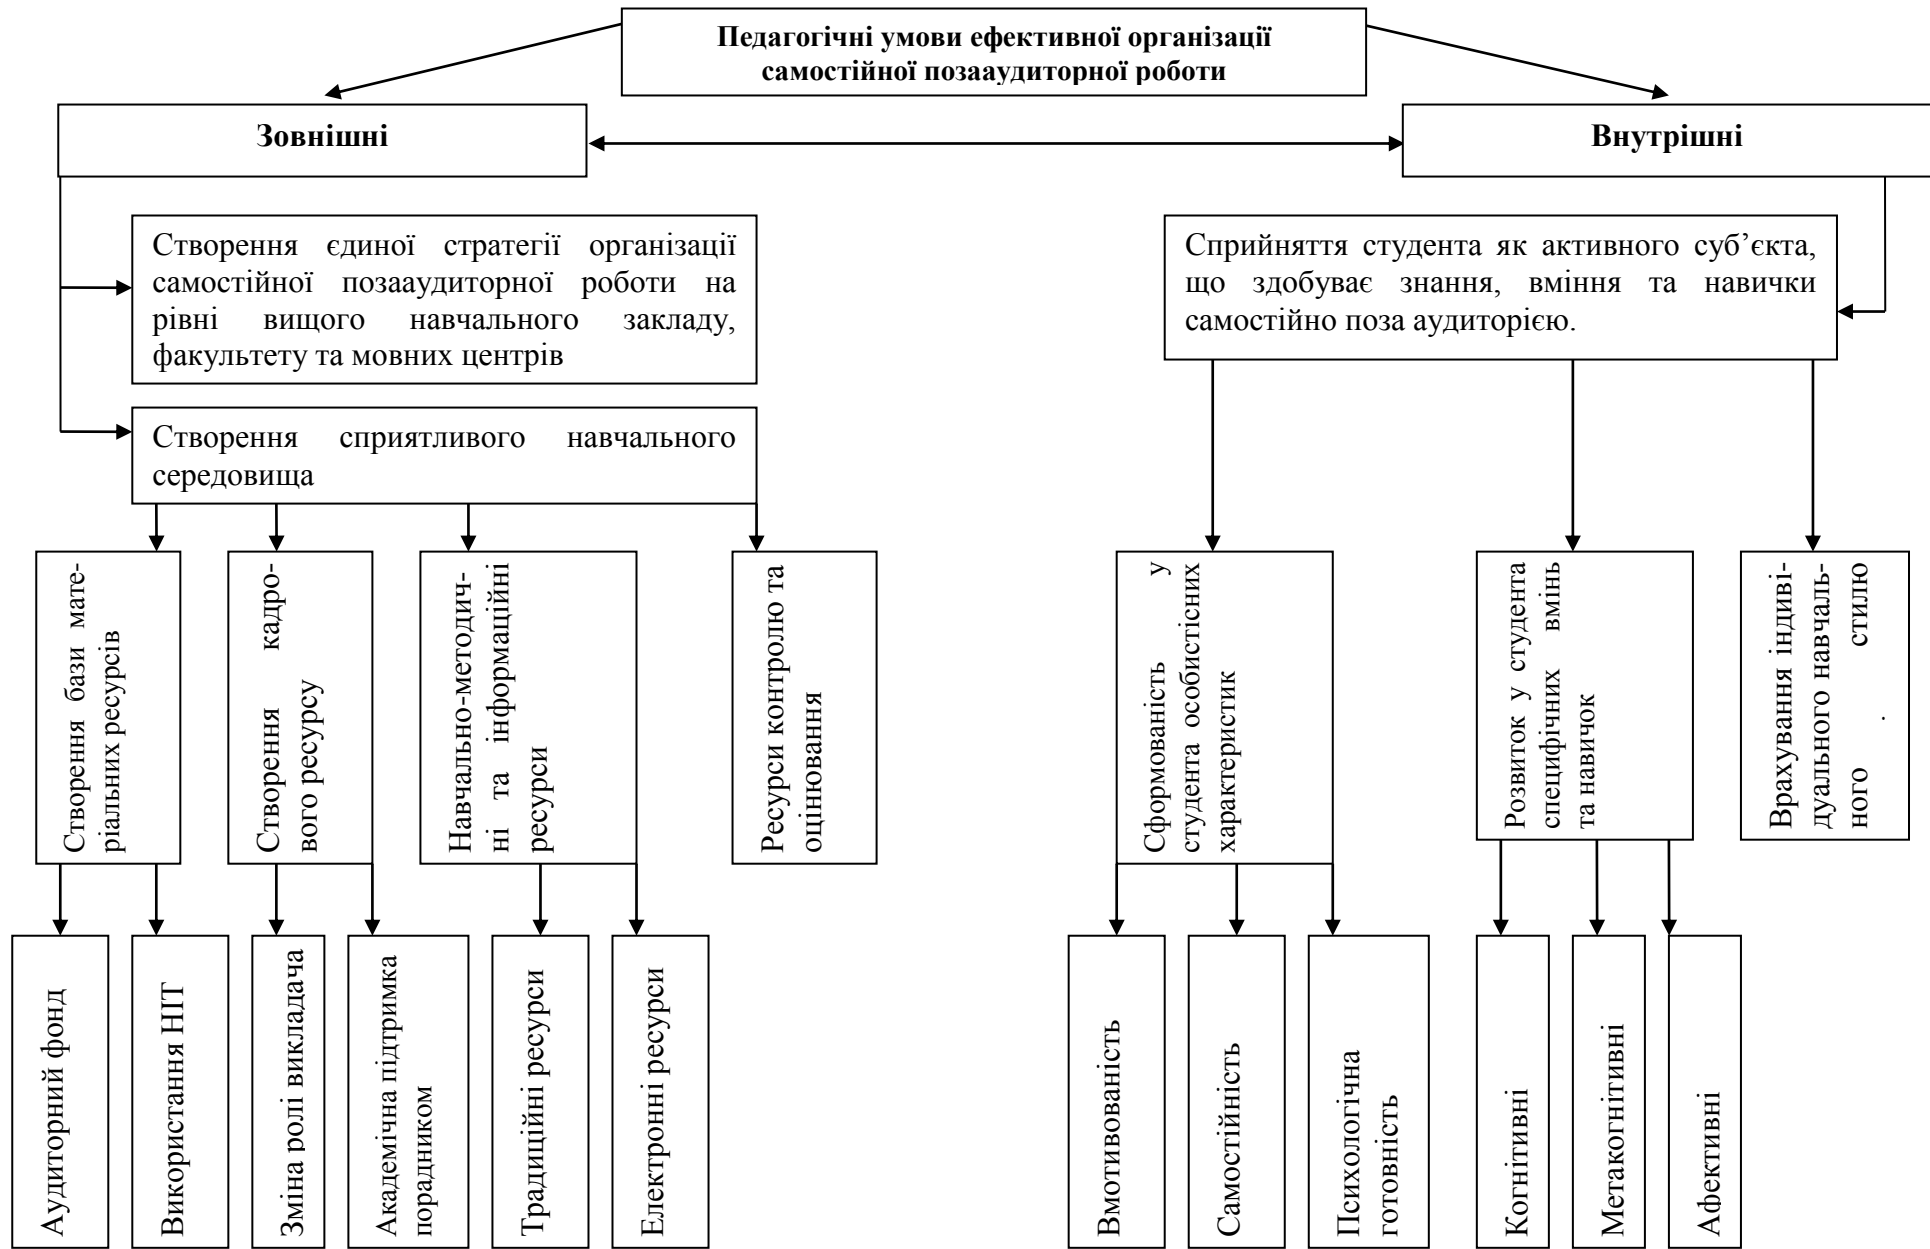 Педагогічні умови ефективної організації
самостійної позааудиторної роботи
Зовнішні
Внутрішні
Створення єдиної стратегії організації
самостійної позааудиторної роботи на
рівні вищого навчального закладу,
факультету та мовних центрів
Сприйняття студента як активного суб’єкта,
що здобуває знання, вміння та навички
самостійно поза аудиторією.
Створення сприятливого навчального
середовища
Створення бази мате-
ріальних ресурсів
Створення кадро-
вого ресурсу
Навчально-методич-
ні та інформаційні
ресурси
Ресурси контролю та
оцінювання
Сформованість у
студента особистісних
характеристик
Розвиток у студента
специфічних вмінь
та навичок
Врахування індиві-
дуального навчаль-
ного стилю
.
Аудиторний фонд
Використання НІТ
Зміна ролі викладача
Академічна підтримка
порадником
Традиційні ресурси
Електронні ресурси
Вмотивованість
Самостійність
Психологічна
готовність
Когнітивні
Метакогнітивні
Афективні